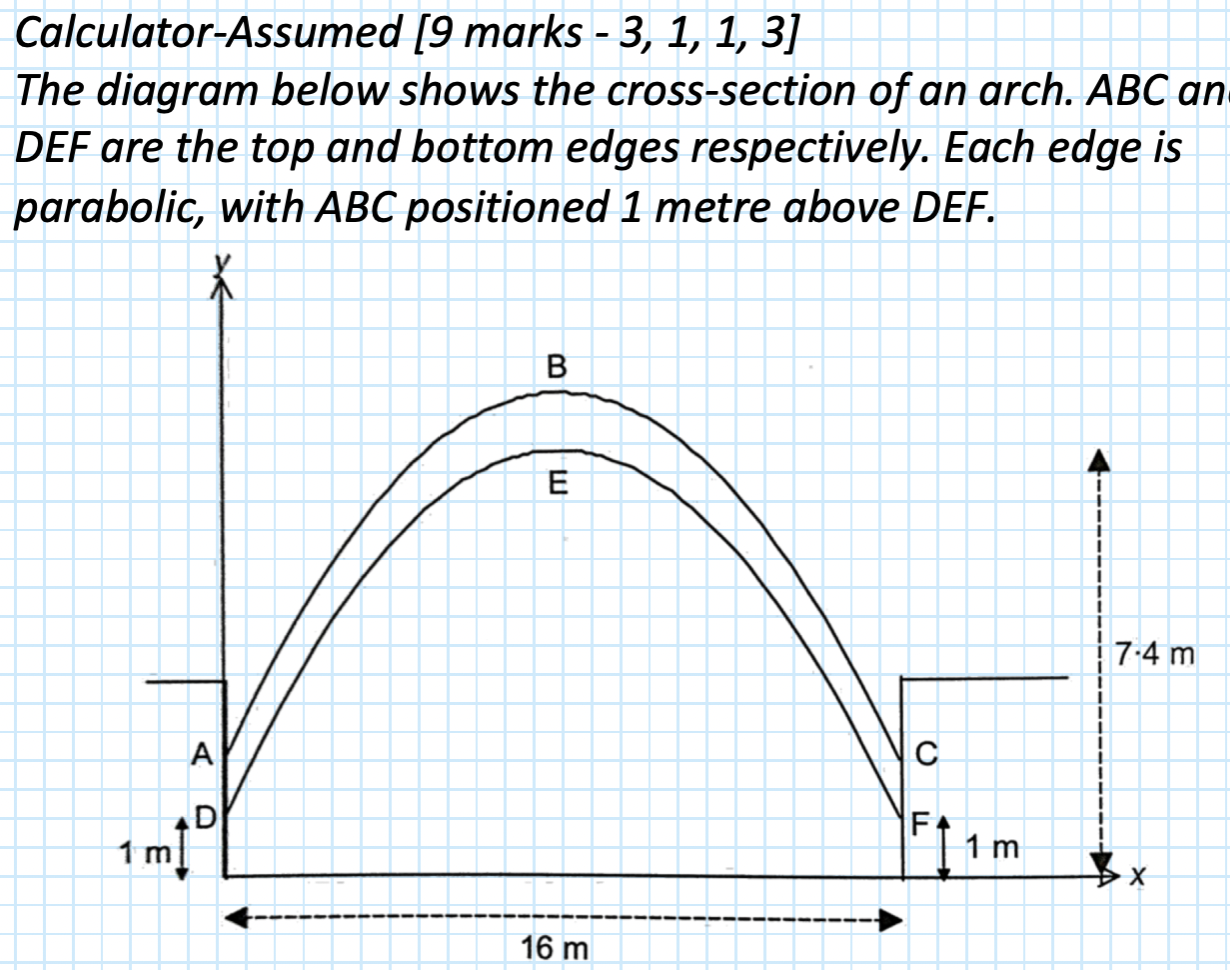 Calculator-Assumed [9 marks - 3, 1, 1, 3]
The diagram below shows the cross-section of an arch. ABC an
DEF are the top and bottom edges respectively. Each edge is
parabolic, with ABC positioned 1 metre above DEF.
y
B
E
7·4 m
A
C
D
F
1 m
1 m
x
16 m